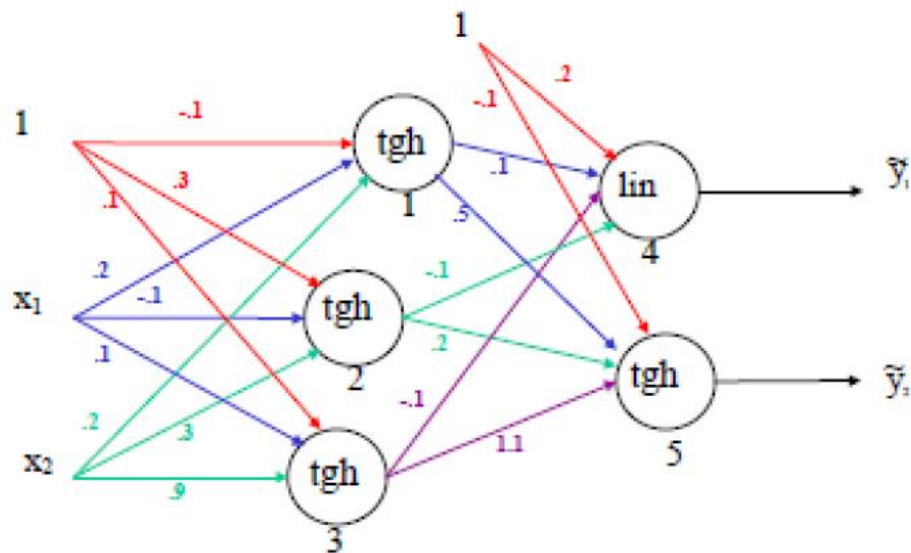 1
.2
-.1
1
-.1
tgh
.3
.1
.1
lin
ỹ₁
1
.5
4
.2
-.1
x₁
-.1
tgh
.1
.2
2
tgh
ỹ₂
.2
.3
-.1
x₂
1.1
5
tgh
.9
3